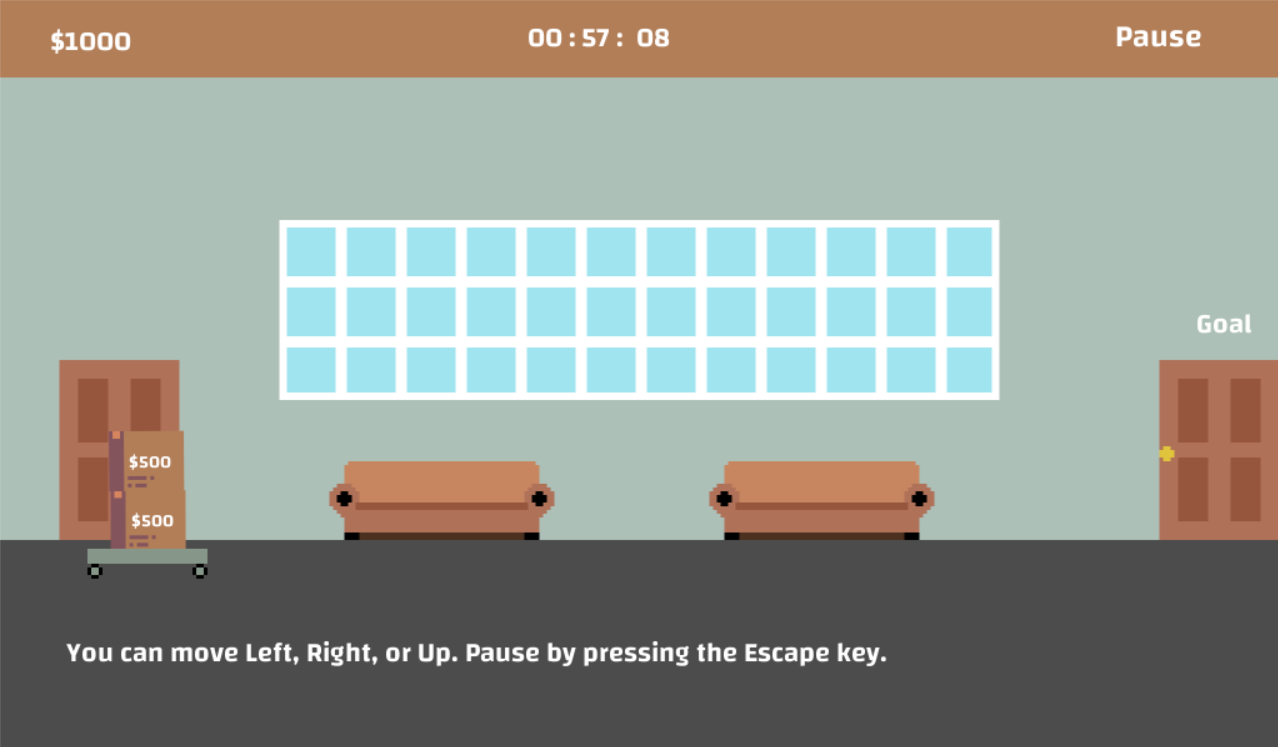 $1000
00:57: 08
Pause
Goal
$500
$500
You can move Left, Right, or Up. Pause by pressing the Escape key.